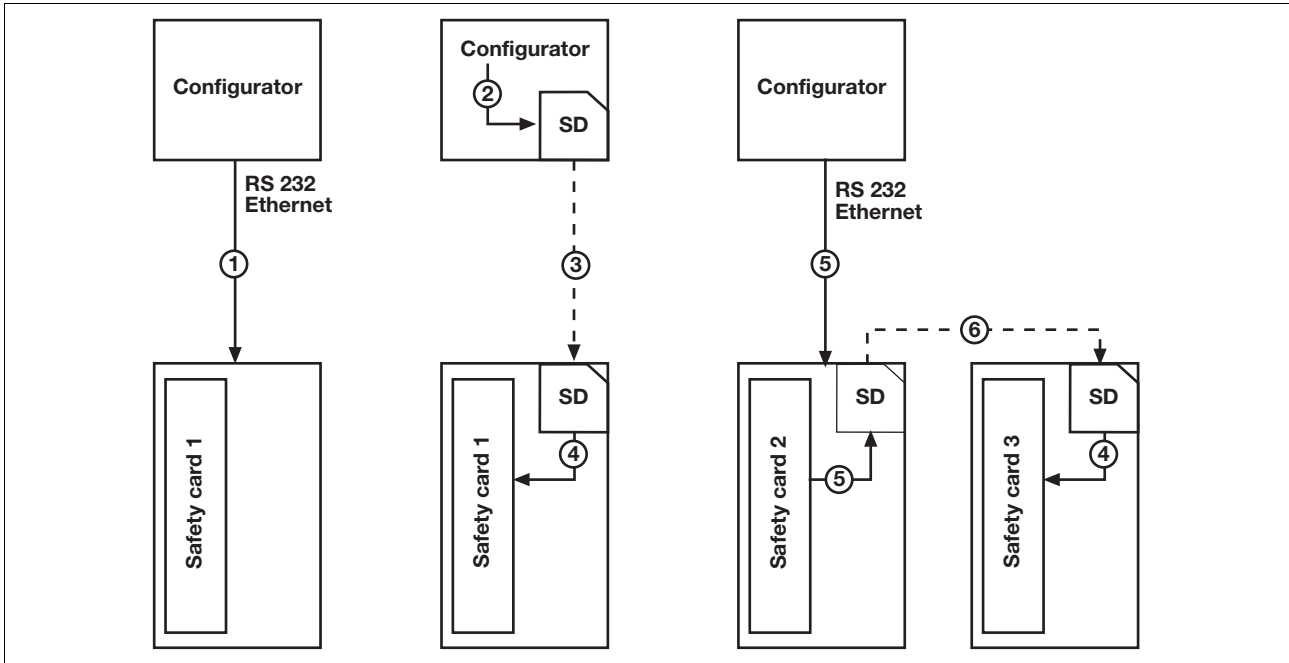 Configurator
RS 232
Ethernet
1
Safety card 1
Configurator
2
SD
3
SD
4
Safety card 1
Configurator
RS 232
Ethernet
5
6
SD
5
Safety card 2
SD
4
Safety card 3